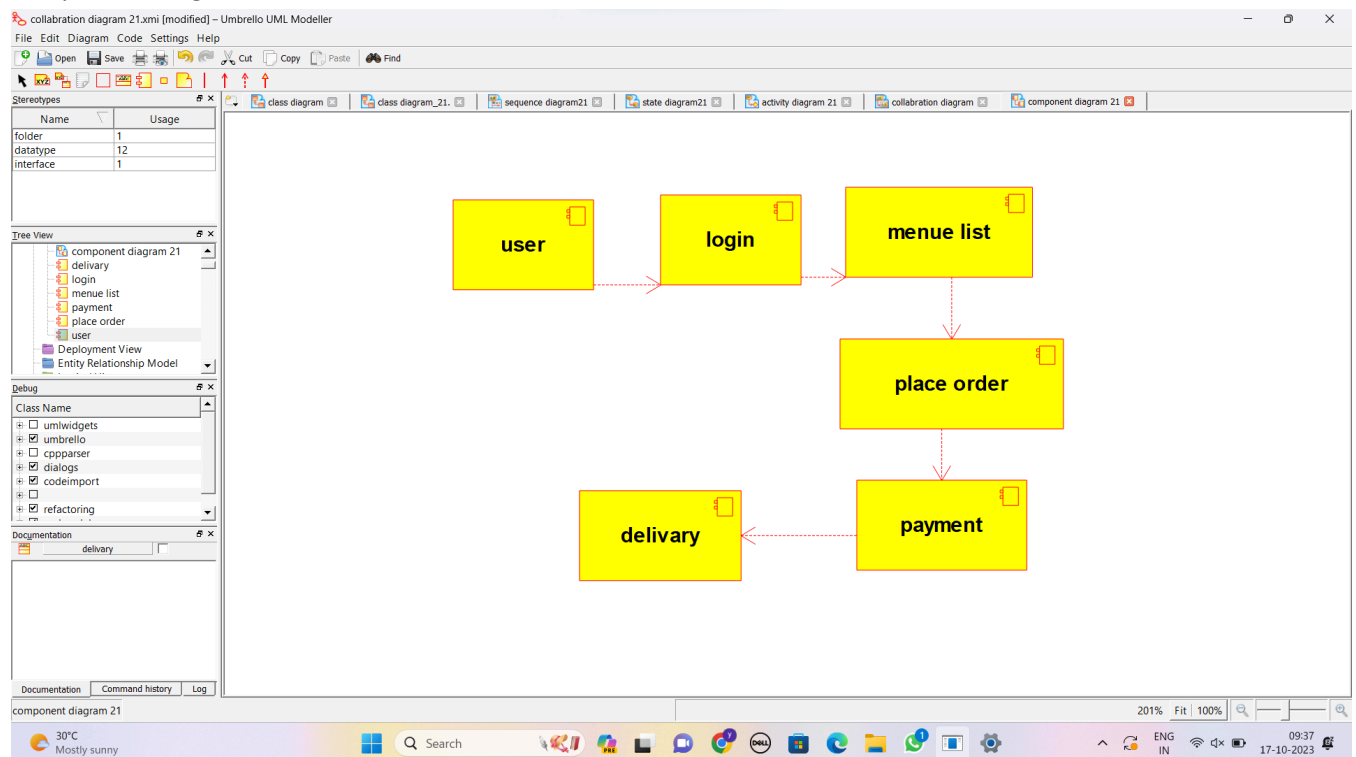 collabration diagram 21.xmi [modified] – Umbrello UML Modeller
File Edit Diagram Code Settings Help
Open Save Cut Copy Paste Find
Stereotypes
class diagram class diagram_21. sequence diagram21 state diagram21 activity diagram 21 collabration diagram component diagram 21
Name Usage
folder 1
datatype 12
interface 1
Tree View
component diagram 21
delivary
login
menue list
payment
place order
user
Deployment View
Entity Relationship Model
Debug
Class Name
umlwidgets
umbrello
cppparser
dialogs
codeimport
refactoring
Documentation
delivary
Documentation Command history Log
user
login
menue list
place order
payment
delivary
component diagram 21
201% Fit 100%
30°C
Mostly sunny
Search
PRE
DELL
ENG
IN
09:37
17-10-2023